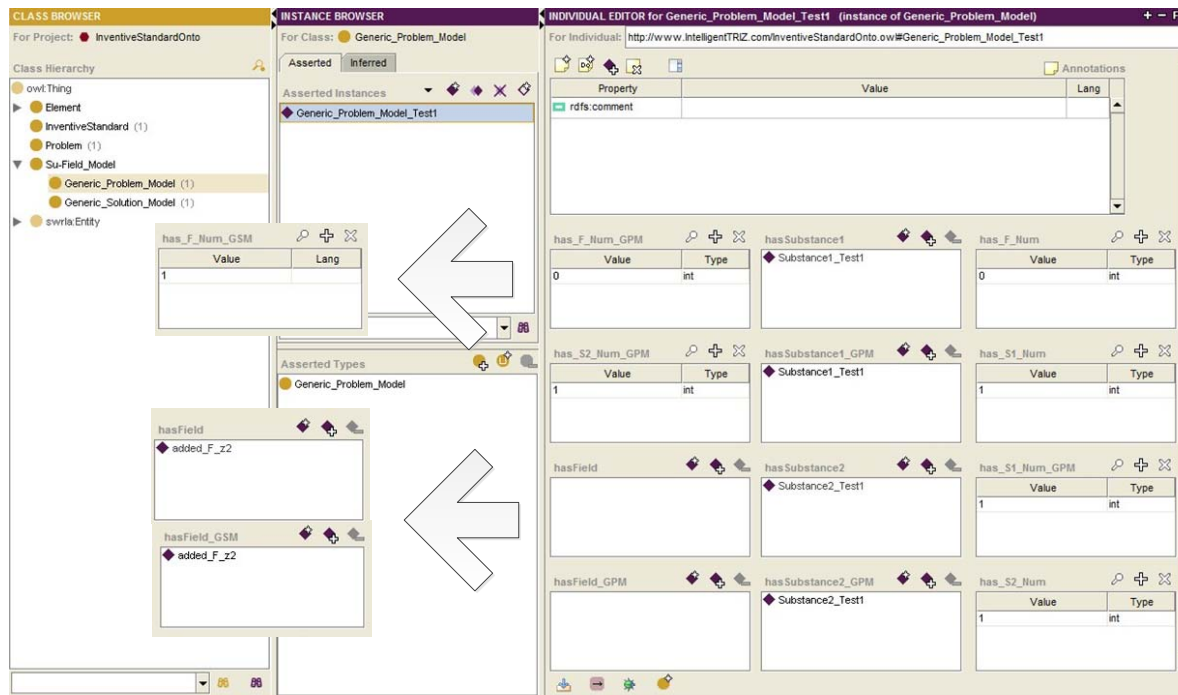 CLASS BROWSER
For Project: InventiveStandardOnto
Class Hierarchy
owl:Thing
Element
InventiveStandard (1)
Problem (1)
Su-Field_Model
Generic_Problem_Model (1)
Generic_Solution_Model (1)
swrla:Entity
has_F_Num_GSM
Value Lang
1
hasField
added_F_z2
hasField_GSM
added_F_z2
INSTANCE BROWSER
For Class: Generic_Problem_Model
Asserted Inferred
Asserted Instances
Generic_Problem_Model_Test1
Asserted Types
Generic_Problem_Model
INDIVIDUAL EDITOR for Generic_Problem_Model_Test1 (instance of Generic_Problem_Model) + − F
For Individual: http://www.IntelligentTRIZ.com/InventiveStandardOnto.owl#Generic_Problem_Model_Test1
Annotations
Property Value Lang
rdfs:comment
has_F_Num_GPM hasSubstance1 has_F_Num
Value Type Substance1_Test1 Value Type
0 int 0 int
has_S2_Num_GPM hasSubstance1_GPM has_S1_Num
Value Type Substance1_Test1 Value Type
1 int 1 int
hasField hasSubstance2 has_S1_Num_GPM
Substance2_Test1 Value Type
1 int
hasField_GPM hasSubstance2_GPM has_S2_Num
Substance2_Test1 Value Type
1 int